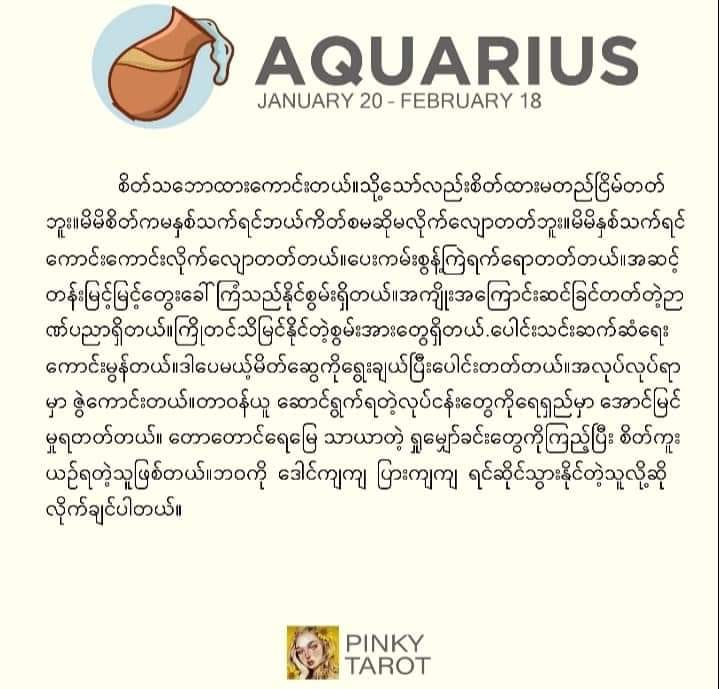 AQUARIUS
JANUARY 20 - FEBRUARY 18
စိတ်သဘောထားကောင်းတယ်။သို့သော်လည်းစိတ်ထားမတည်ငြိမ်တတ်
ဘူး။မိမိစိတ်ကမနှစ်သက်ရင်ဘယ်ကိတ်စမဆိုမလိုက်လျောတတ်ဘူး။မိမိနှစ်သက်ရင်
ကောင်းကောင်းလိုက်လျောတတ်တယ်။ပေးကမ်းစွန့်ကြဲရက်ရောတတ်တယ်။အဆင့်
တန်းမြင့်မြင့်တွေးခေါ် ကြံသည်နိုင်စွမ်းရှိတယ်။အကျိုးအကြောင်းဆင်ခြင်တတ်တဲ့ဉာ
ဏ်ပညာရှိတယ်။ကြိုတင်သိမြင်နိုင်တဲ့စွမ်းအားတွေရှိတယ်.ပေါင်းသင်းဆက်ဆံရေး
ကောင်းမွန်တယ်။ဒါပေမယ့်မိတ်ဆွေကိုရွေးချယ်ပြီးပေါင်းတတ်တယ်။အလုပ်လုပ်ရာ
မှာ ဇွဲကောင်းတယ်။တာဝန်ယူ ဆောင်ရွက်ရတဲ့လုပ်ငန်းတွေကိုရေရှည်မှာ အောင်မြင်
မှုရတတ်တယ်။ တောတောင်ရေမြေ သာယာတဲ့ ရှုမျှော်ခင်းတွေကိုကြည့်ပြီး စိတ်ကူး
ယဉ်ရတဲ့သူဖြစ်တယ်။ဘဝကို ဒေါင်ကျကျ ပြားကျကျ ရင်ဆိုင်သွားနိုင်တဲ့သူလို့ဆို
လိုက်ချင်ပါတယ်။
PINKY
TAROT